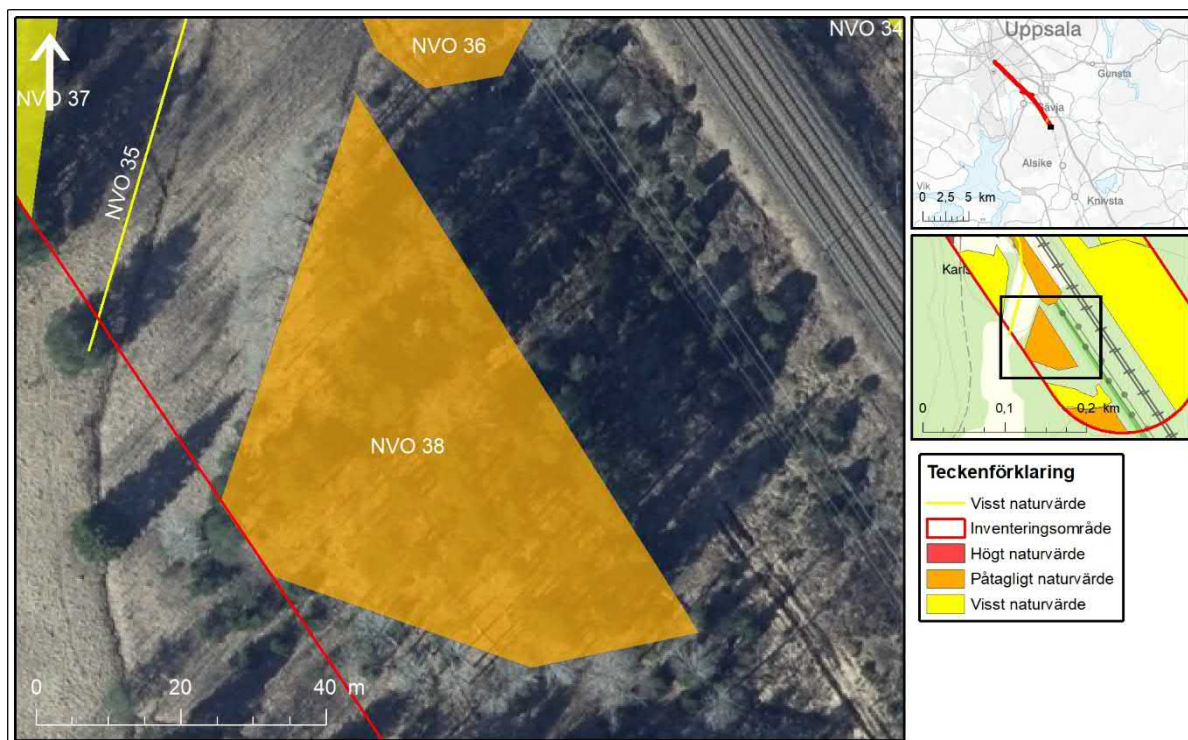 NVO 36
NVO 34
NVO 37
NVO 35
NVO 38
0 20 40 m
Uppsala
Gunsta
Sävja
Alsike
Vik
Knivsta
0 2,5 5 km
Karls
0 0,1 0,2 km
Teckenförklaring
Visst naturvärde
Inventeringsområde
Högt naturvärde
Påtagligt naturvärde
Visst naturvärde